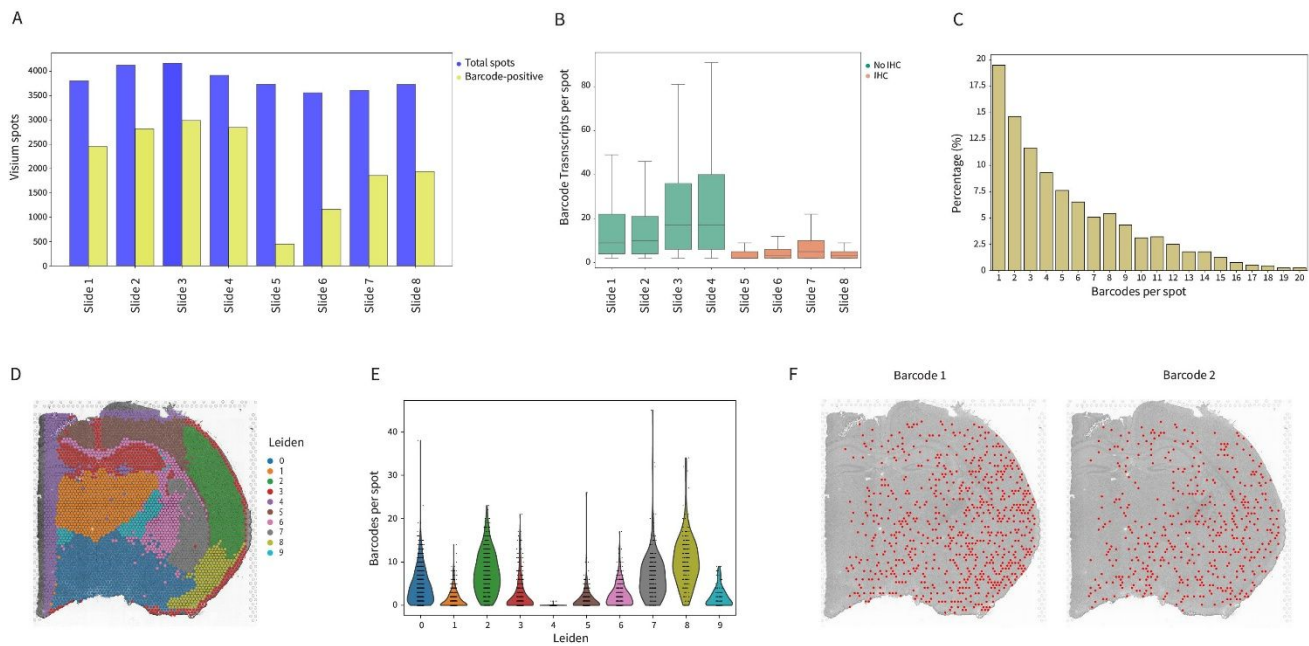 A
Visium spots
4000
3500
3000
2500
2000
1500
1000
500
0
Slide 1
Slide 2
Slide 3
Slide 4
Slide 5
Slide 6
Slide 7
Slide 8
Total spots
Barcode-positive
B
Barcode Trasnscripts per spot
80
60
40
20
0
Slide 1
Slide 2
Slide 3
Slide 4
Slide 5
Slide 6
Slide 7
Slide 8
No IHC
IHC
C
Percentage (%)
20
17.5
15
12.5
10
7.5
5
2.5
0
1 2 3 4 5 6 7 8 9 10 11 12 13 14 15 16 17 18 19 20
Barcodes per spot
D
Leiden
0
1
2
3
4
5
6
7
8
9
E
Barcodes per spot
40
30
20
10
0
0 1 2 3 4 5 6 7 8 9
Leiden
F
Barcode 1
Barcode 2